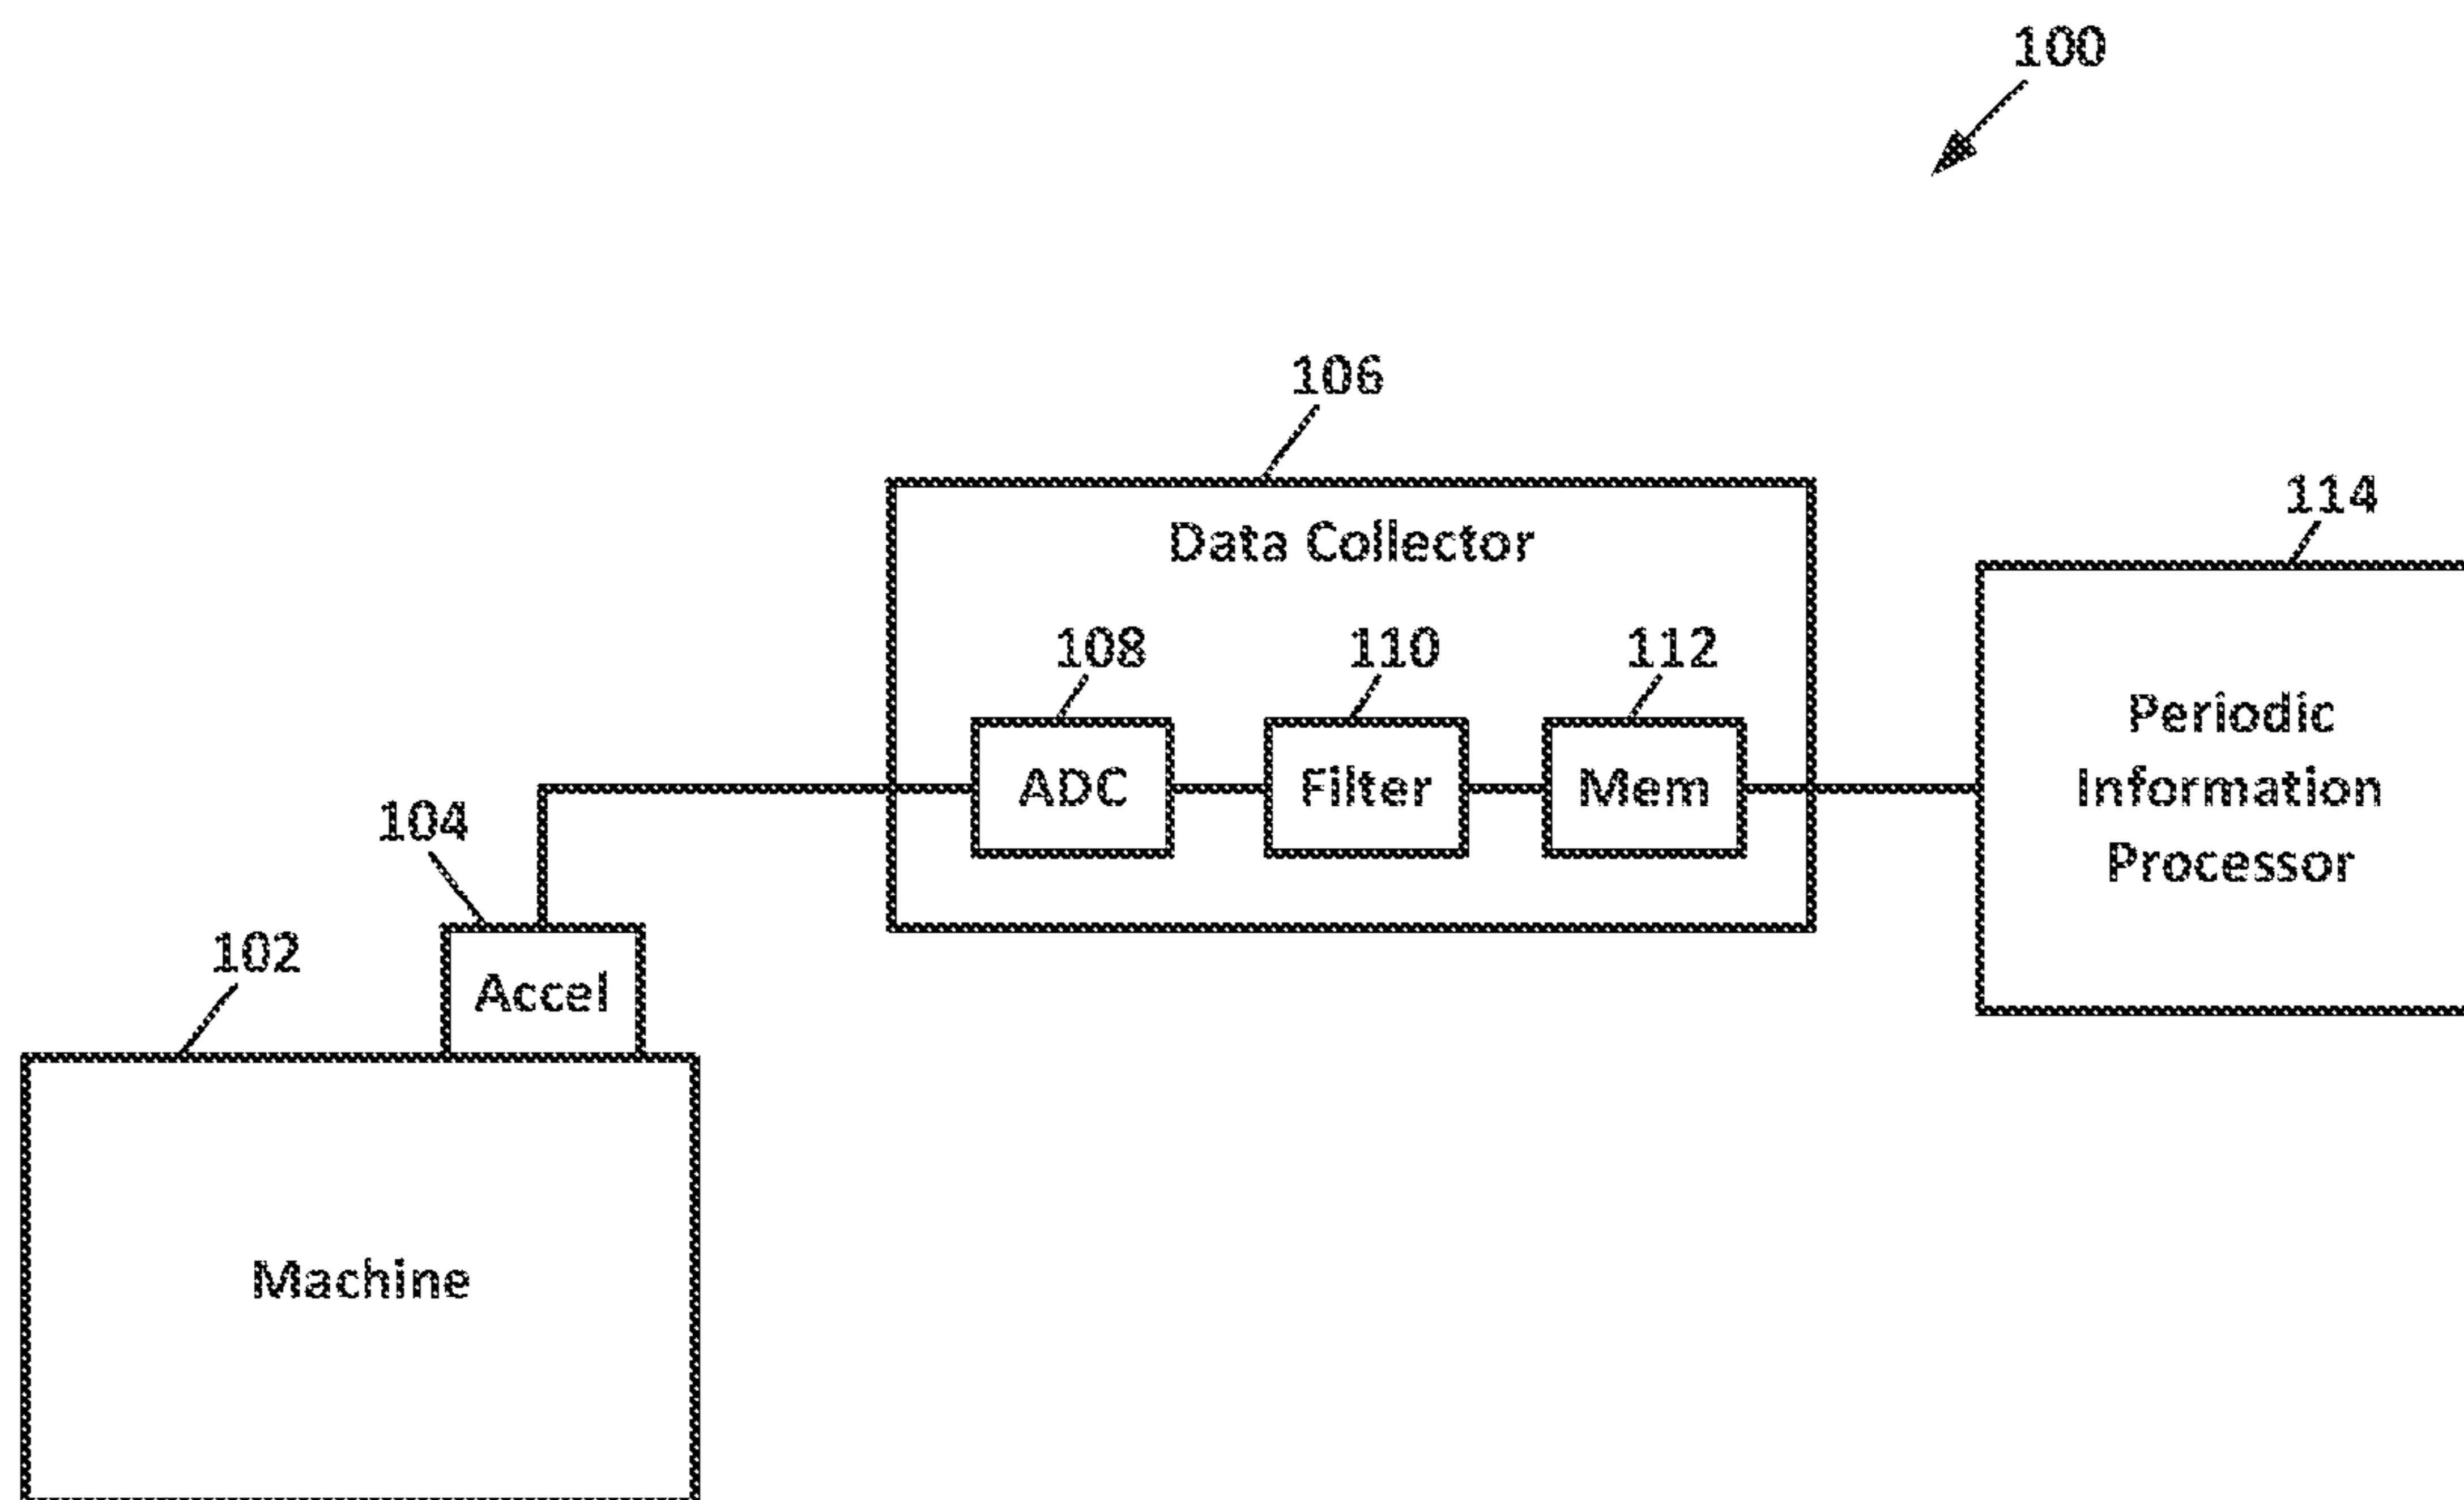 100
106
114
Data Collector
108
110
112
Periodic
Information
Processor
ADC
Filter
Mem
104
102
Accel
Machine